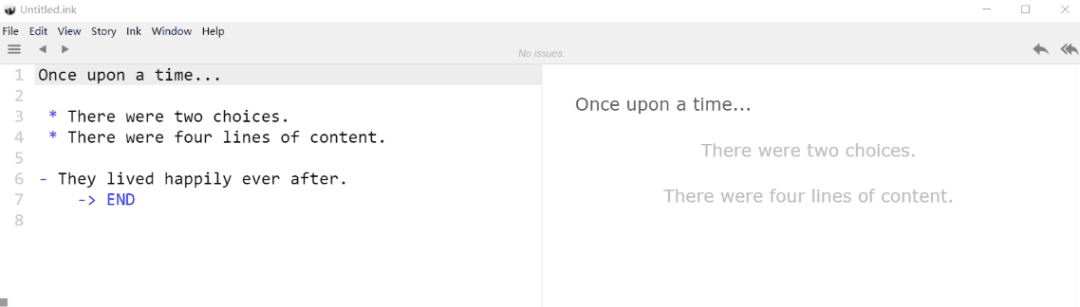 Untitled.ink
File Edit View Story Ink Window Help
No issues.
1 Once upon a time...
2
3 * There were two choices.
4 * There were four lines of content.
5
6 - They lived happily ever after.
7 -> END
8
Once upon a time...
There were two choices.
There were four lines of content.